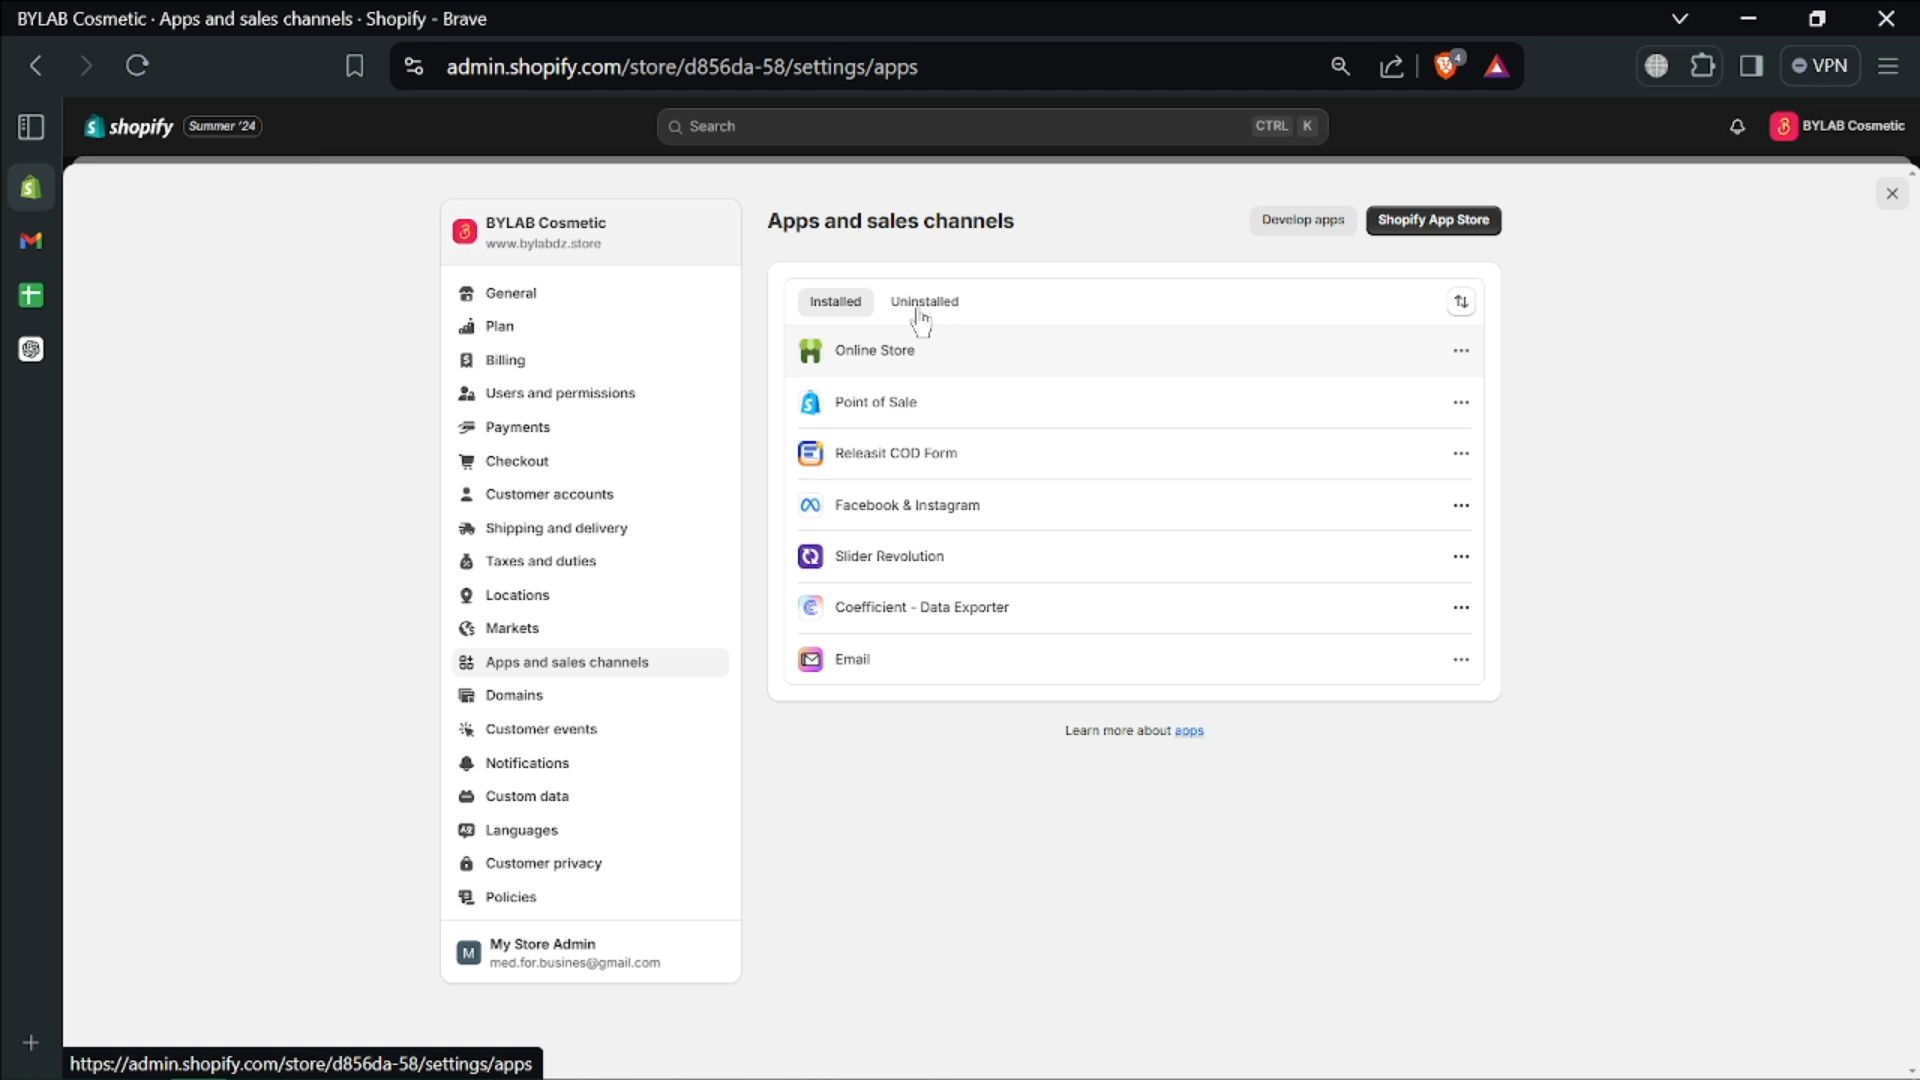 BYLAB Cosmetic · Apps and sales channels · Shopify - Brave
admin.shopify.com/store/d856da-58/settings/apps
4
VPN
shopify
Summer '24
Search
CTRL K
BYLAB Cosmetic
BYLAB Cosmetic
www.bylabdz.store
General
Plan
Billing
Users and permissions
Payments
Checkout
Customer accounts
Shipping and delivery
Taxes and duties
Locations
Markets
Apps and sales channels
Domains
Customer events
Notifications
Custom data
Languages
Customer privacy
Policies
M
My Store Admin
med.for.busines@gmail.com
Apps and sales channels
Develop apps
Shopify App Store
Installed
Uninstalled
Online Store
Point of Sale
Releasit COD Form
Facebook & Instagram
Slider Revolution
Coefficient - Data Exporter
Email
Learn more about apps
https://admin.shopify.com/store/d856da-58/settings/apps